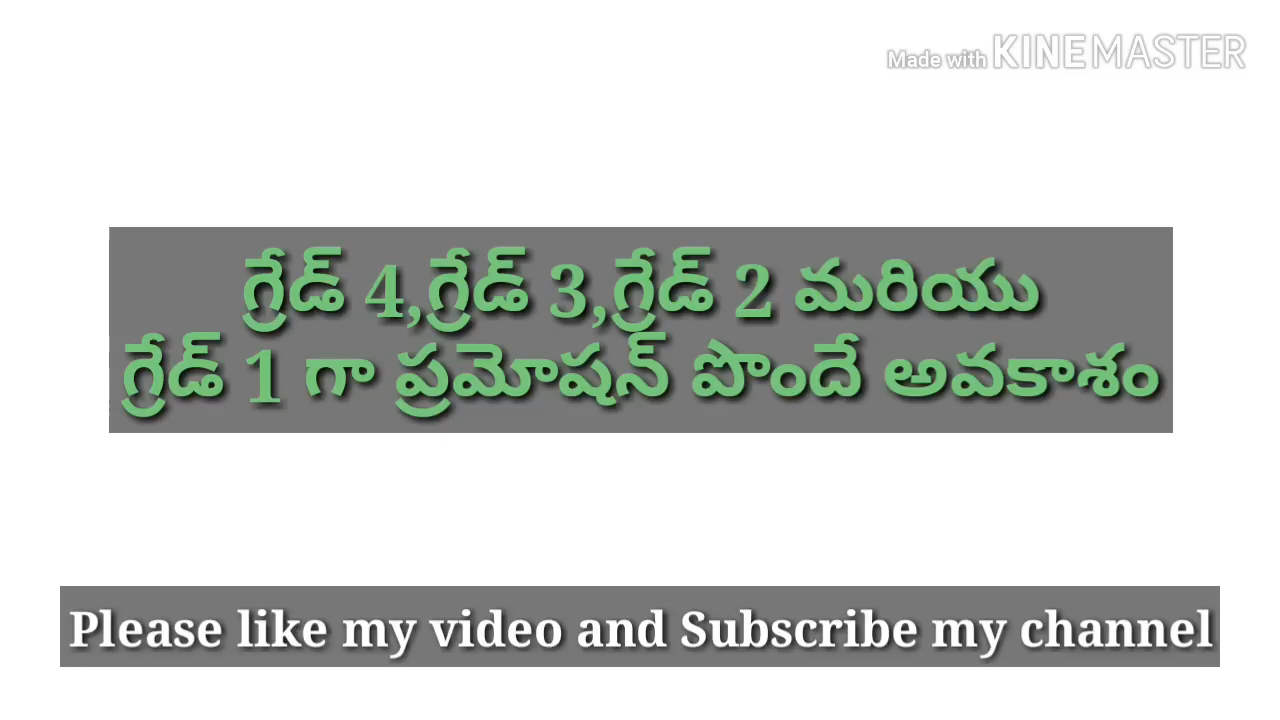 Made with KINEMASTER
గ్రేడ్ 4,గ్రేడ్ 3,గ్రేడ్ 2 మరియు
గ్రేడ్ 1 గా ప్రమోషన్ పొందే అవకాశం
Please like my video and Subscribe my channel